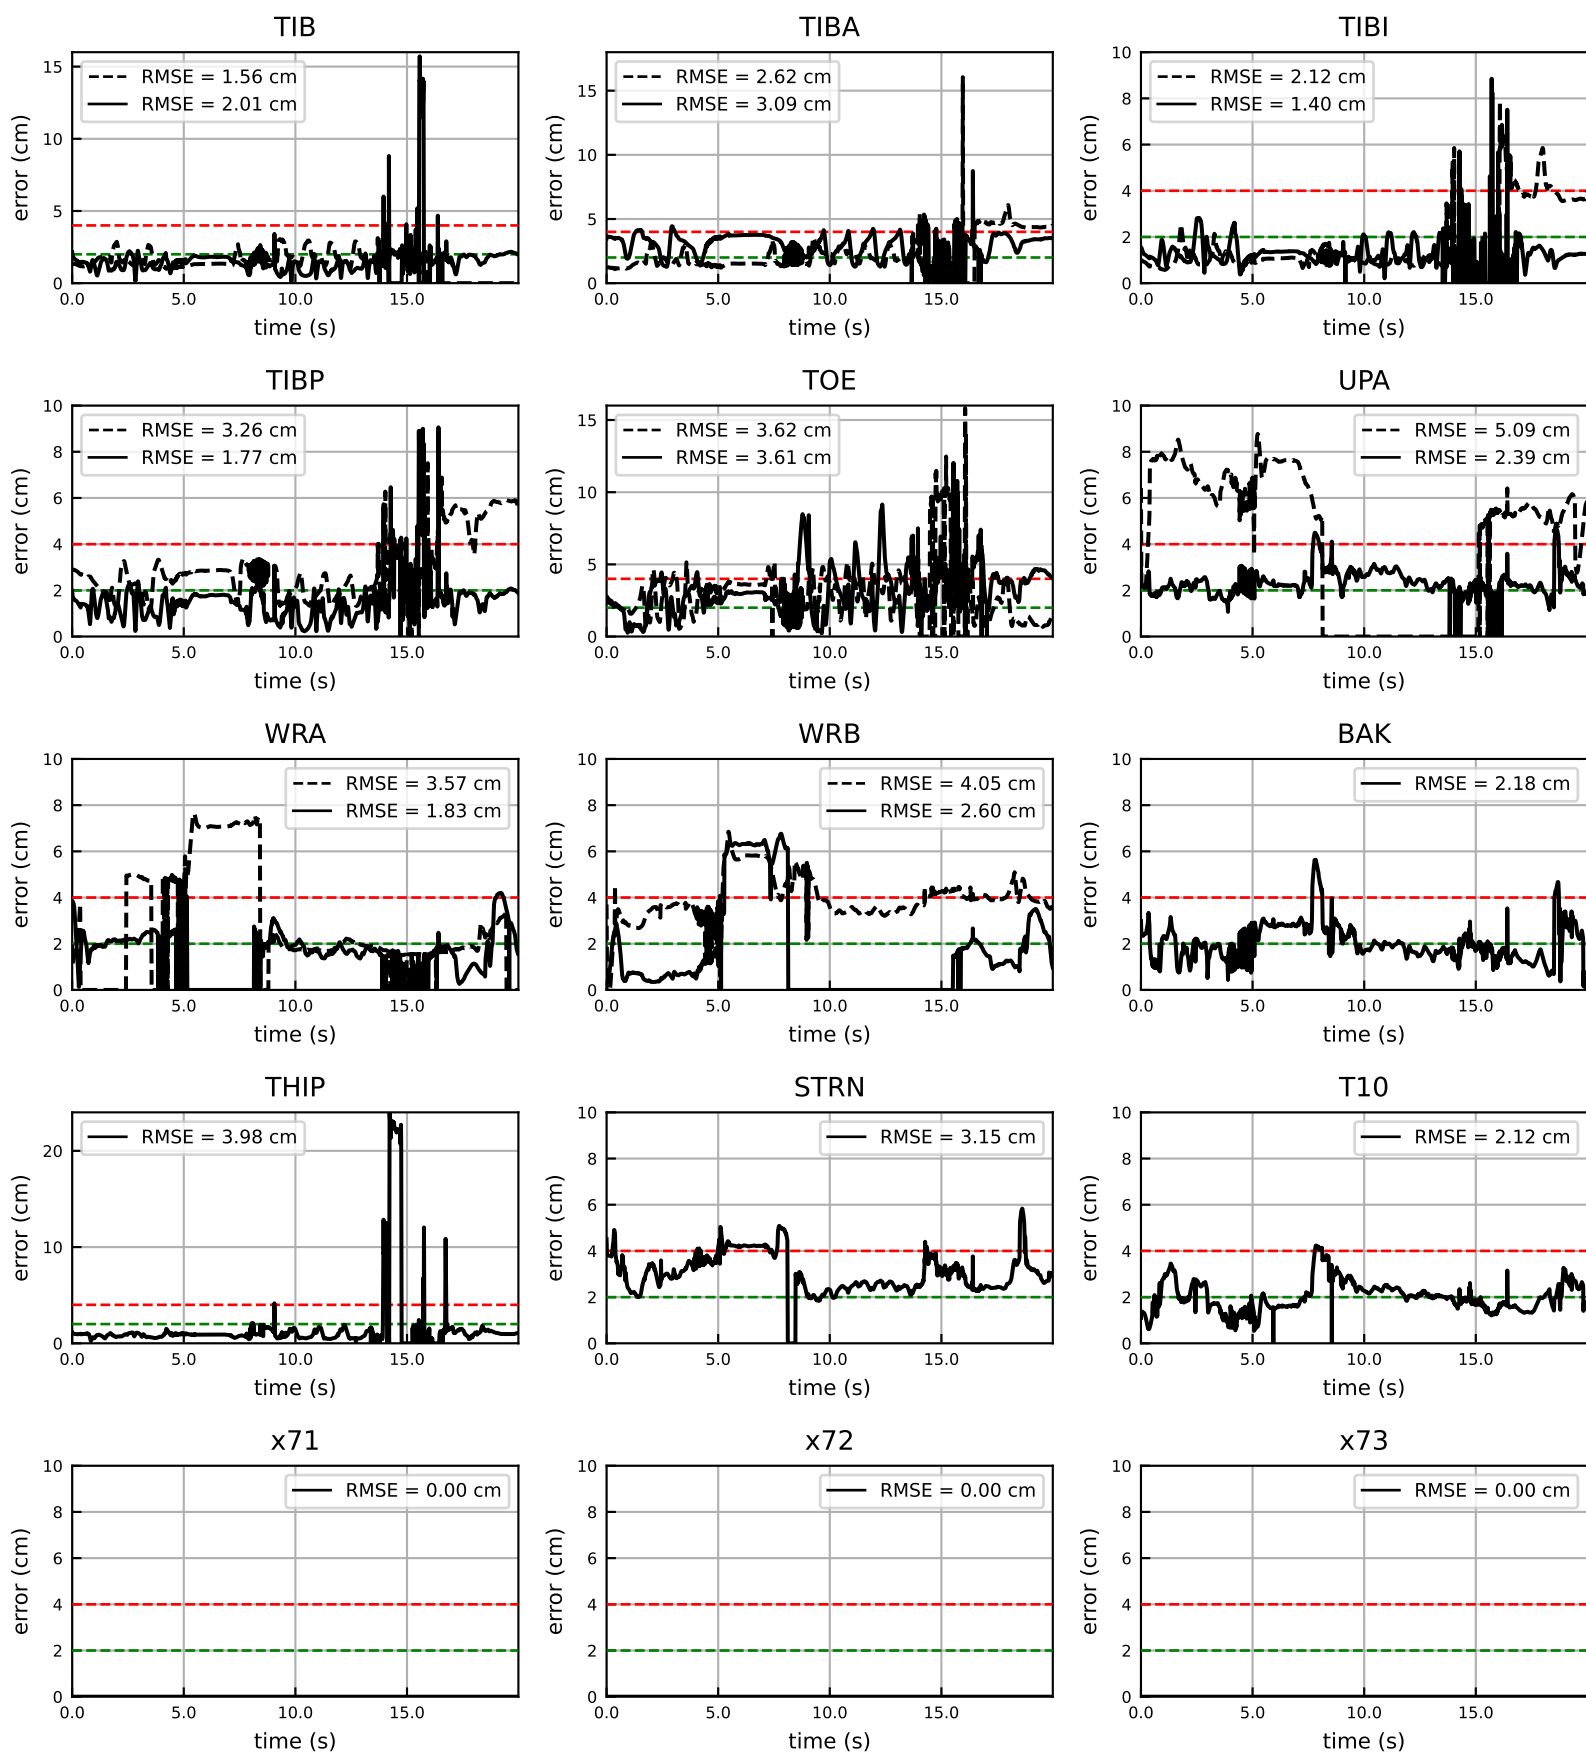 TIB
TIBA
TIBI
RMSE = 1.56 cm
RMSE = 2.01 cm
RMSE = 2.62 cm
RMSE = 3.09 cm
RMSE = 2.12 cm
RMSE = 1.40 cm
error (cm)
15
10
5
0
0.0 5.0 10.0 15.0
time (s)
error (cm)
15
10
5
0
0.0 5.0 10.0 15.0
time (s)
error (cm)
10
8
6
4
2
0
0.0 5.0 10.0 15.0
time (s)
TIBP
TOE
UPA
RMSE = 3.26 cm
RMSE = 1.77 cm
RMSE = 3.62 cm
RMSE = 3.61 cm
RMSE = 5.09 cm
RMSE = 2.39 cm
error (cm)
10
8
6
4
2
0
0.0 5.0 10.0 15.0
time (s)
error (cm)
15
10
5
0
0.0 5.0 10.0 15.0
time (s)
error (cm)
10
8
6
4
2
0
0.0 5.0 10.0 15.0
time (s)
WRA
WRB
BAK
RMSE = 3.57 cm
RMSE = 1.83 cm
RMSE = 4.05 cm
RMSE = 2.60 cm
RMSE = 2.18 cm
error (cm)
10
8
6
4
2
0
0.0 5.0 10.0 15.0
time (s)
error (cm)
10
8
6
4
2
0
0.0 5.0 10.0 15.0
time (s)
error (cm)
10
8
6
4
2
0
0.0 5.0 10.0 15.0
time (s)
THIP
STRN
T10
RMSE = 3.98 cm
RMSE = 3.15 cm
RMSE = 2.12 cm
error (cm)
20
10
0
0.0 5.0 10.0 15.0
time (s)
error (cm)
10
8
6
4
2
0
0.0 5.0 10.0 15.0
time (s)
error (cm)
10
8
6
4
2
0
0.0 5.0 10.0 15.0
time (s)
x71
x72
x73
RMSE = 0.00 cm
RMSE = 0.00 cm
RMSE = 0.00 cm
error (cm)
10
8
6
4
2
0
0.0 5.0 10.0 15.0
time (s)
error (cm)
10
8
6
4
2
0
0.0 5.0 10.0 15.0
time (s)
error (cm)
10
8
6
4
2
0
0.0 5.0 10.0 15.0
time (s)